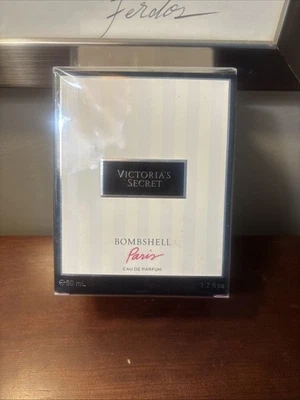 Ferdos
VICTORIA'S
SECRET
BOMBSHELL
Paris
EAU DE PARFUM
℮50 mL
1.7 fl oz